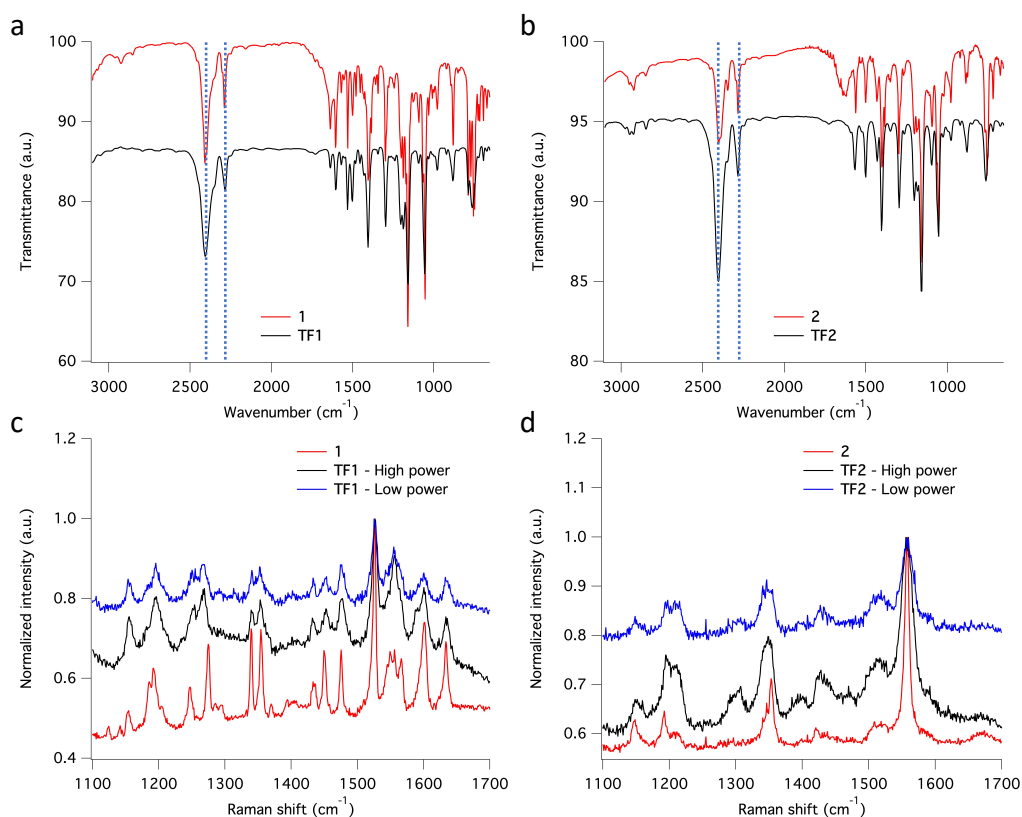 a
100
90
80
70
60
Transmittance (a.u.)
3000
2500
2000
1500
1000
Wavenumber (cm⁻¹)
1
TF1
b
100
95
90
85
80
Transmittance (a.u.)
3000
2500
2000
1500
1000
Wavenumber (cm⁻¹)
2
TF2
c
1.2
1.0
0.8
0.6
0.4
Normalized intensity (a.u.)
1100
1200
1300
1400
1500
1600
1700
Raman shift (cm⁻¹)
1
TF1 - High power
TF1 - Low power
d
1.2
1.1
1.0
0.9
0.8
0.7
0.6
Normalized intensity (a.u.)
1100
1200
1300
1400
1500
1600
1700
Raman shift (cm⁻¹)
2
TF2 - High power
TF2 - Low power